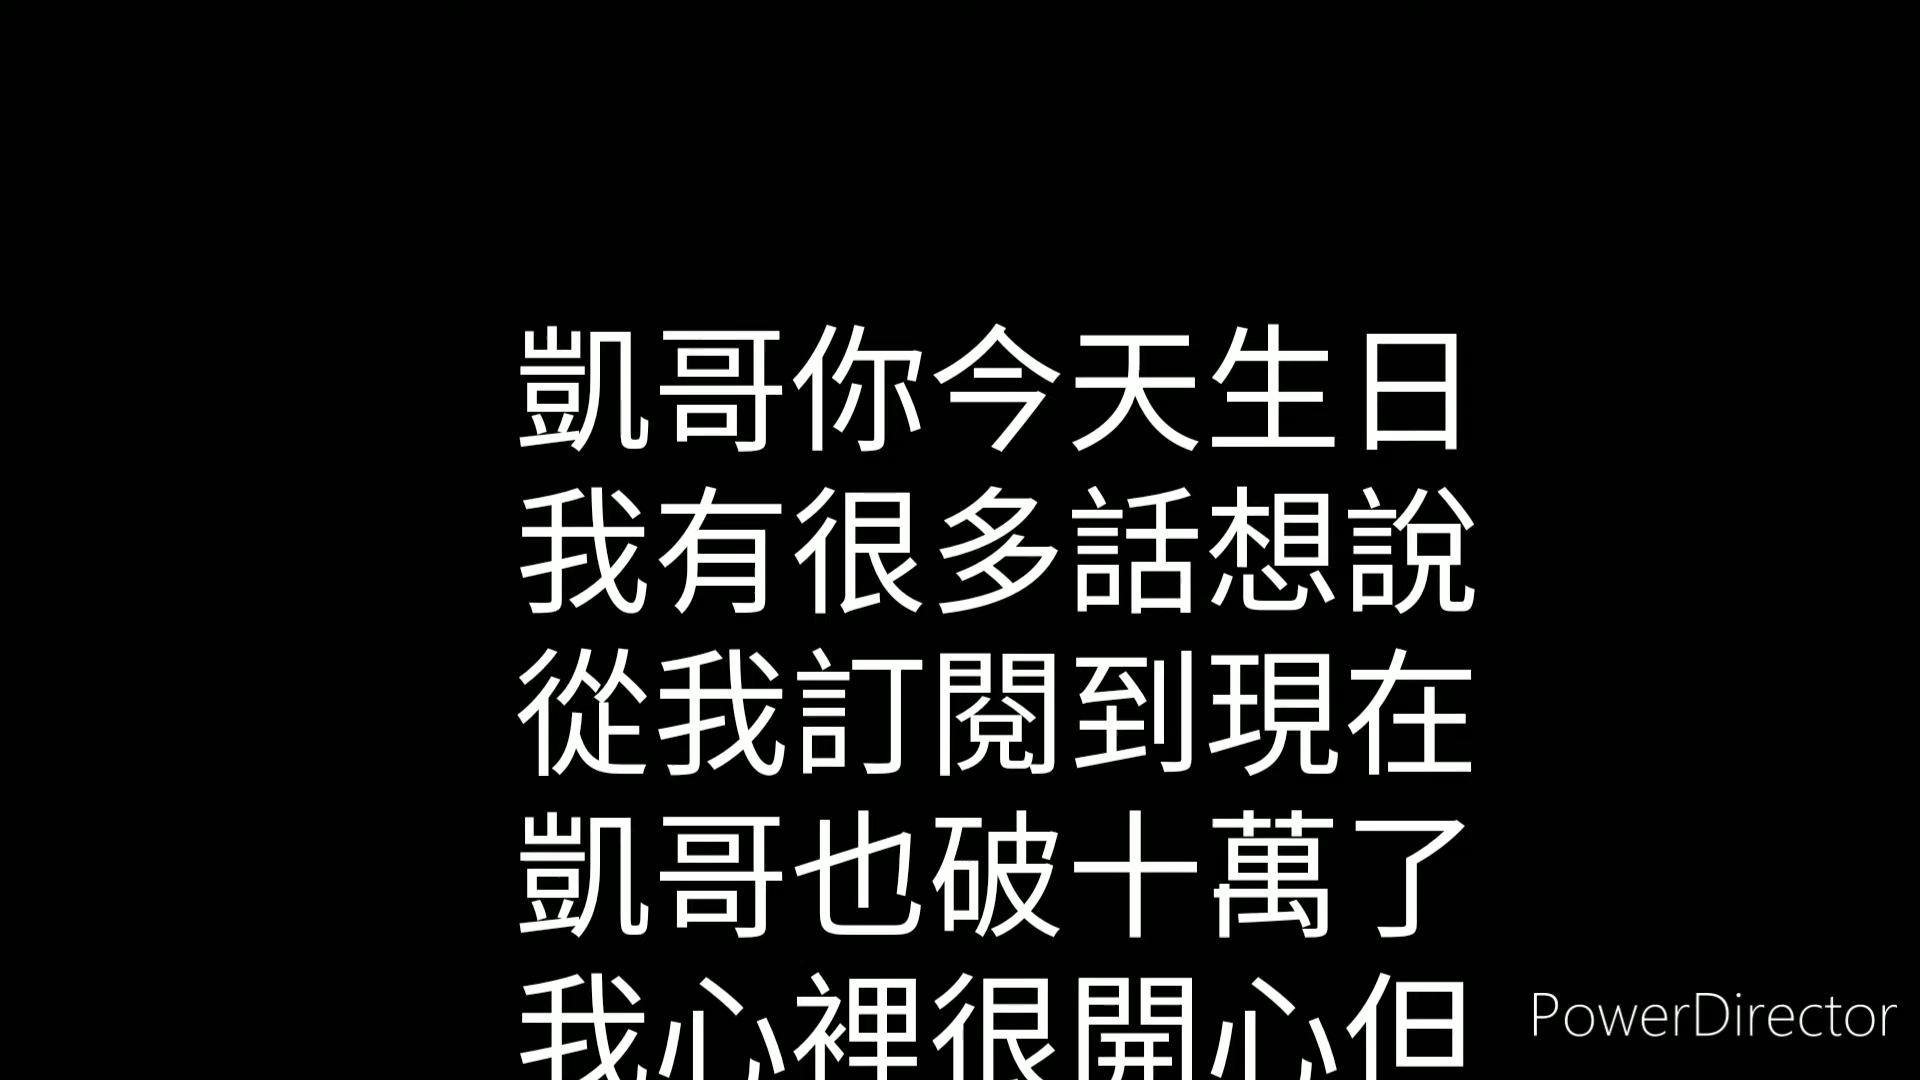 凱哥你今天生日
我有很多話想說
從我訂閱到現在
凱哥也破十萬了
我心裡很開心但
PowerDirector